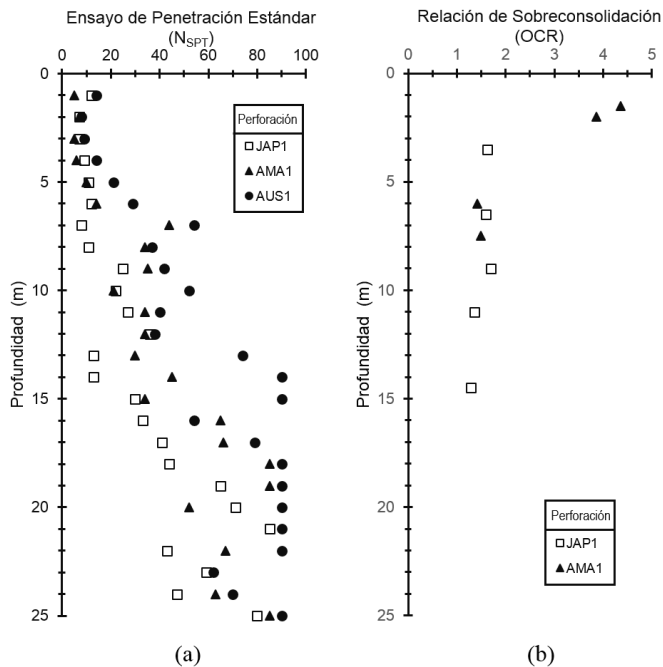 Ensayo de Penetración Estándar
(NSPT)
0 20 40 60 80 100
0
5
10
15
20
25
Profundidad (m)
Perforación
JAP1
AMA1
AUS1
(a)
Relación de Sobreconsolidación
(OCR)
0 1 2 3 4 5
0
5
10
15
20
25
Profundidad (m)
Perforación
JAP1
AMA1
(b)